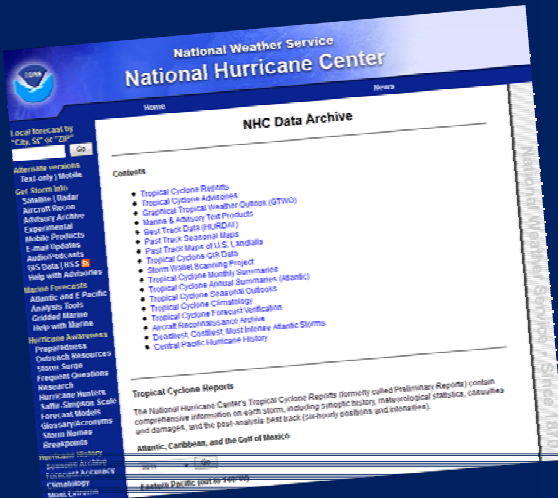 National Weather Service
National Hurricane Center
Home
News
Local forecast by
"City, St" or "ZIP"
Go
Alternate versions
Text-only | Mobile
Get Storm Info
Satellite | Radar
Aircraft Recon
Advisory Archive
Experimental
Mobile Products
E-mail Updates
Audio/Podcasts
GIS Data | RSS
Help with Advisories
Marine Forecasts
Atlantic and E Pacific
Analysis Tools
Gridded Marine
Help with Marine
Hurricane Awareness
Preparedness
Outreach Resources
Storm Surge
Frequent Questions
Research
Hurricane Hunters
Saffir-Simpson Scale
Forecast Models
Glossary/Acronyms
Storm Names
Breakpoints
Hurricane History
Seasons Archive
Forecast Accuracy
Climatology
Most Extreme
NHC Data Archive
Contents
Tropical Cyclone Reports
Tropical Cyclone Advisories
Graphical Tropical Weather Outlook (GTWO)
Marine & Advisory Text Products
Best Track Data (HURDAT)
Past Track Seasonal Maps
Past Track Maps of U.S. Landfalls
Tropical Cyclone GIS Data
Storm Wallet Scanning Project
Tropical Cyclone Monthly Summaries
Tropical Cyclone Annual Summaries (Atlantic)
Tropical Cyclone Seasonal Outlooks
Tropical Cyclone Climatology
Tropical Cyclone Forecast Verification
Aircraft Reconnaissance Archive
Deadliest, Costliest, Most Intense Atlantic Storms
Central Pacific Hurricane History
Tropical Cyclone Reports
The National Hurricane Center's Tropical Cyclone Reports (formerly called Preliminary Reports) contain
comprehensive information on each storm, including synoptic history, meteorological statistics, casualties
and damages, and the post-analysis best track (six-hourly positions and intensities).
Atlantic, Caribbean, and the Gulf of Mexico
Go
National Weather Service